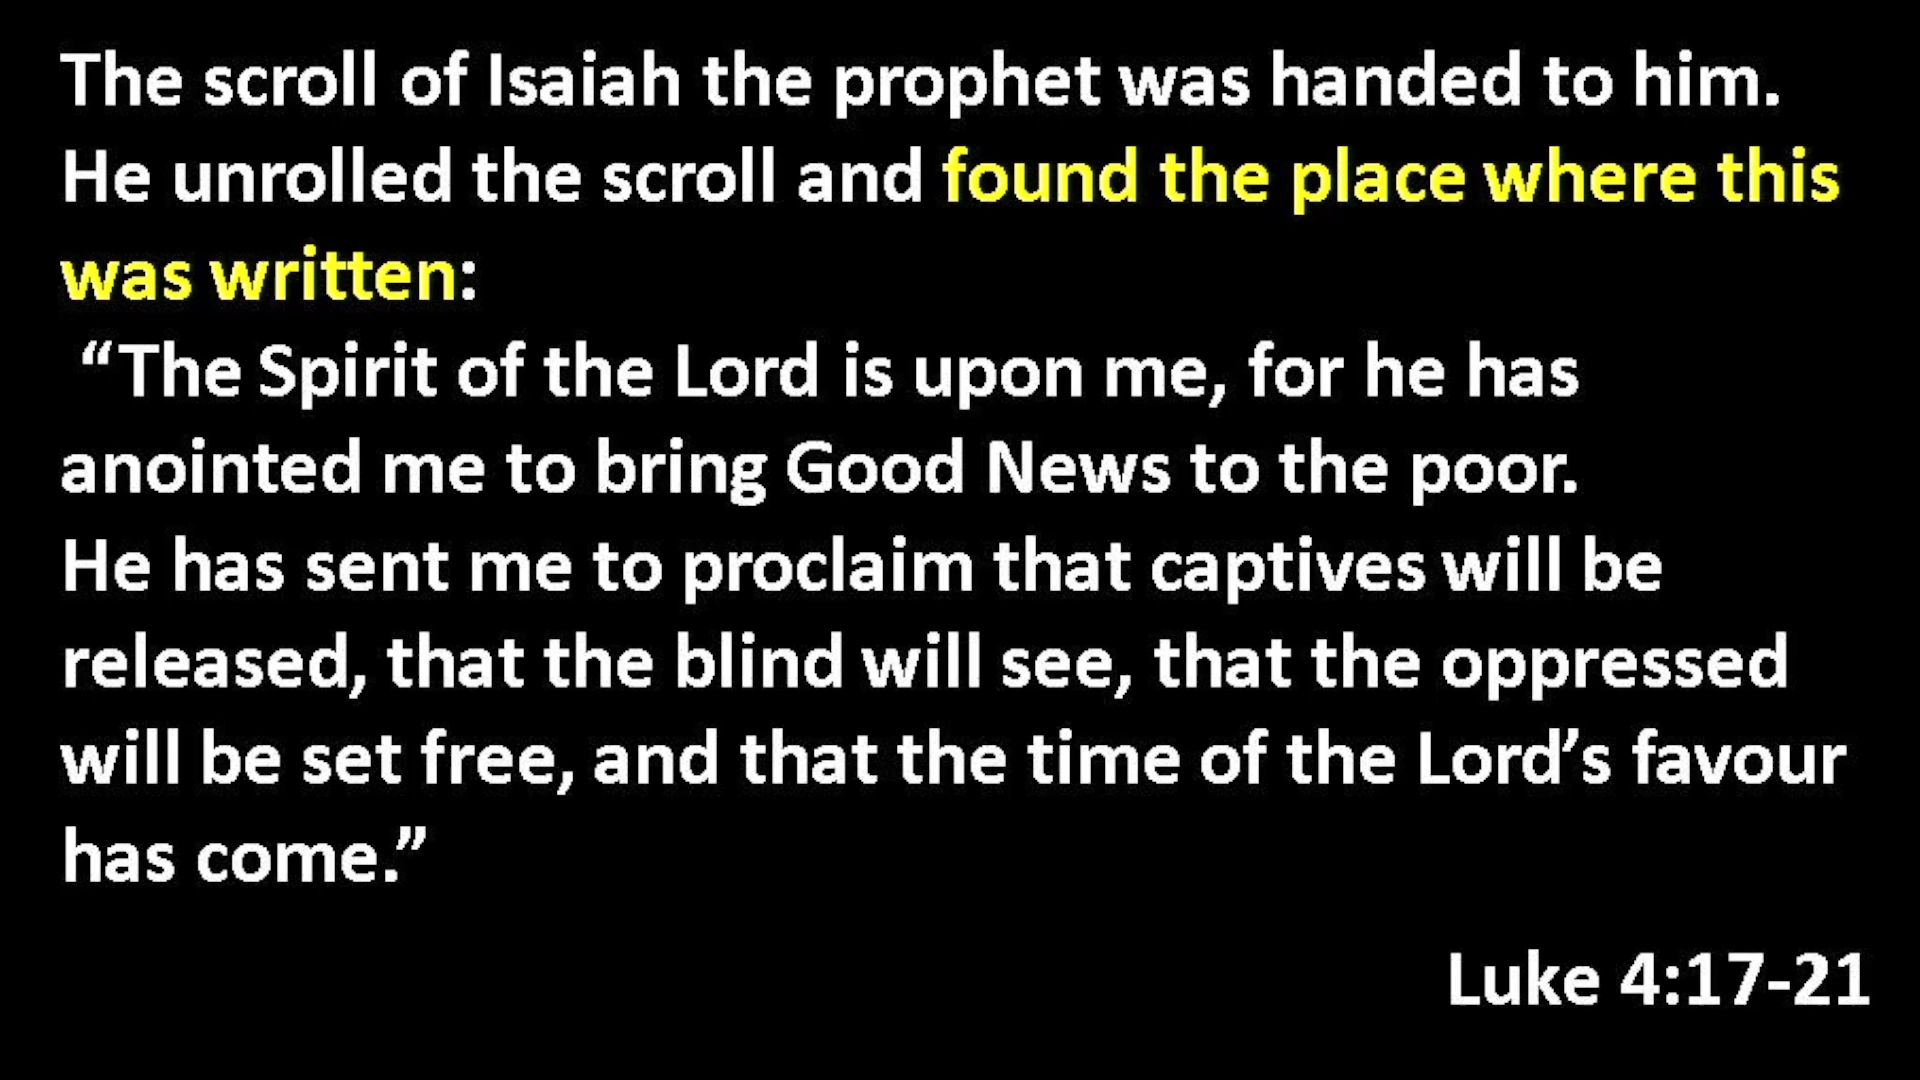 The scroll of Isaiah the prophet was handed to him.
He unrolled the scroll and found the place where this
was written:
“The Spirit of the Lord is upon me, for he has
anointed me to bring Good News to the poor.
He has sent me to proclaim that captives will be
released, that the blind will see, that the oppressed
will be set free, and that the time of the Lord’s favour
has come.”
Luke 4:17-21